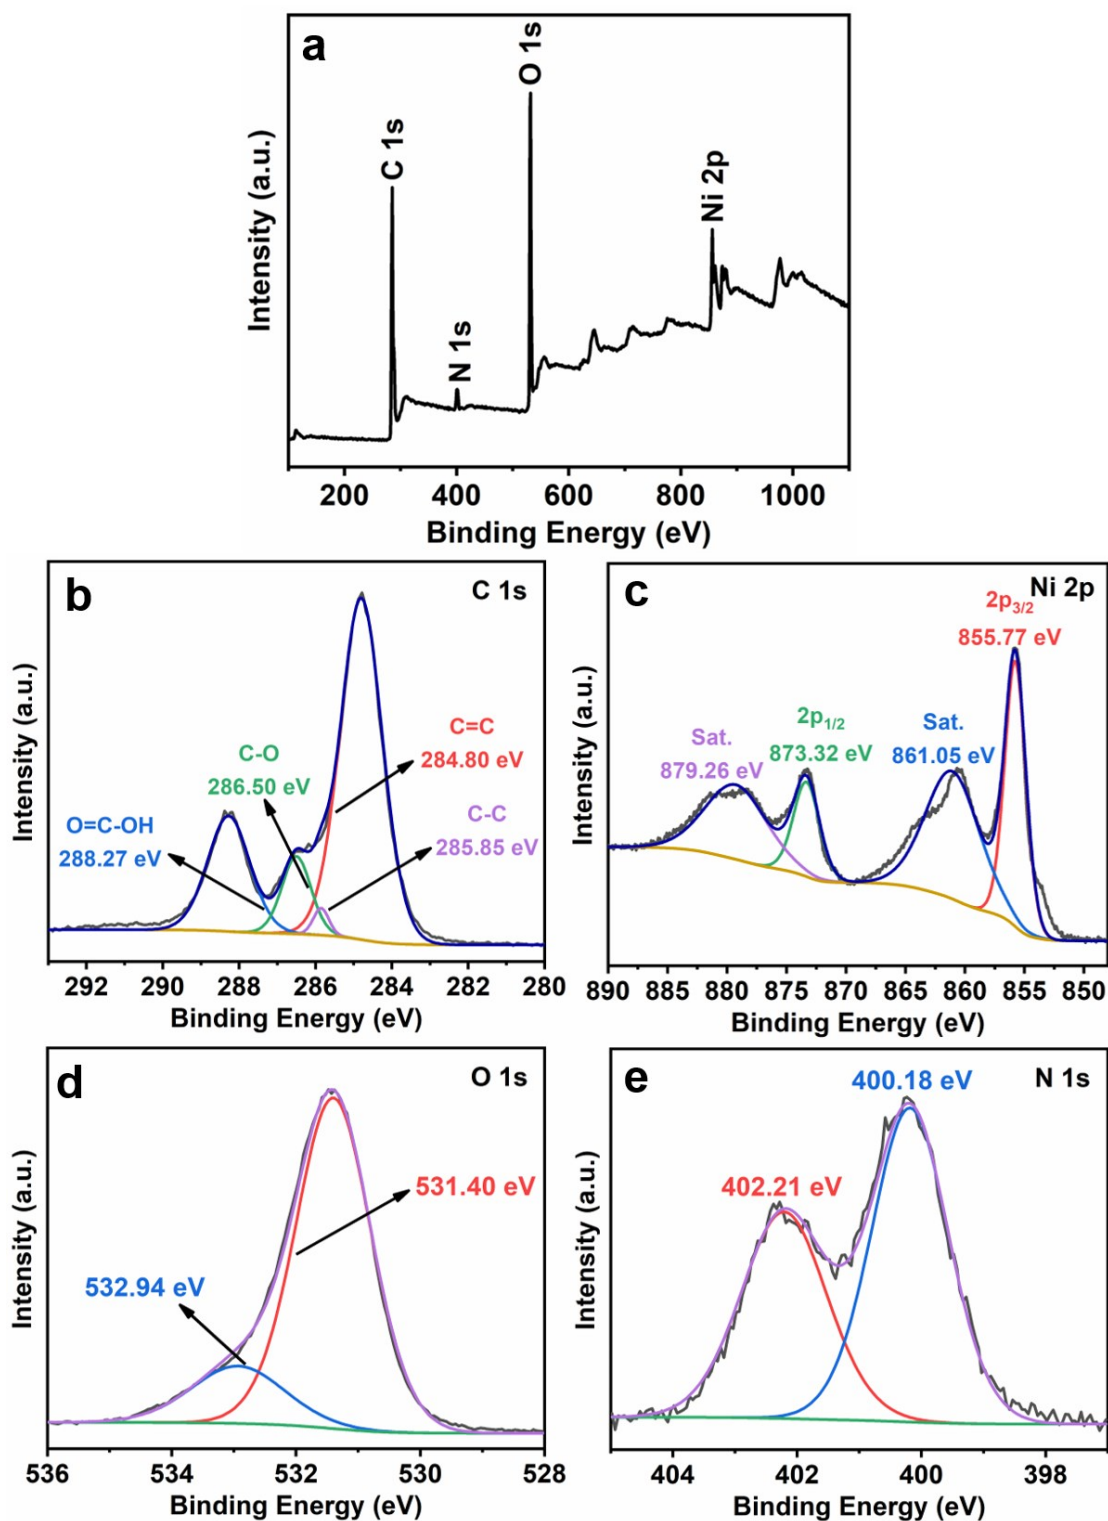 a
C 1s
N 1s
O 1s
Ni 2p
Intensity (a.u.)
200 400 600 800 1000
Binding Energy (eV)
b
C 1s
C=C
284.80 eV
C-O
286.50 eV
C-C
285.85 eV
O=C-OH
288.27 eV
Intensity (a.u.)
292 290 288 286 284 282 280
Binding Energy (eV)
c
Ni 2p
2p3/2
855.77 eV
2p1/2
873.32 eV
Sat.
861.05 eV
Sat.
879.26 eV
Intensity (a.u.)
890 885 880 875 870 865 860 855 850
Binding Energy (eV)
d
O 1s
531.40 eV
532.94 eV
Intensity (a.u.)
536 534 532 530 528
Binding Energy (eV)
e
N 1s
400.18 eV
402.21 eV
Intensity (a.u.)
404 402 400 398
Binding Energy (eV)